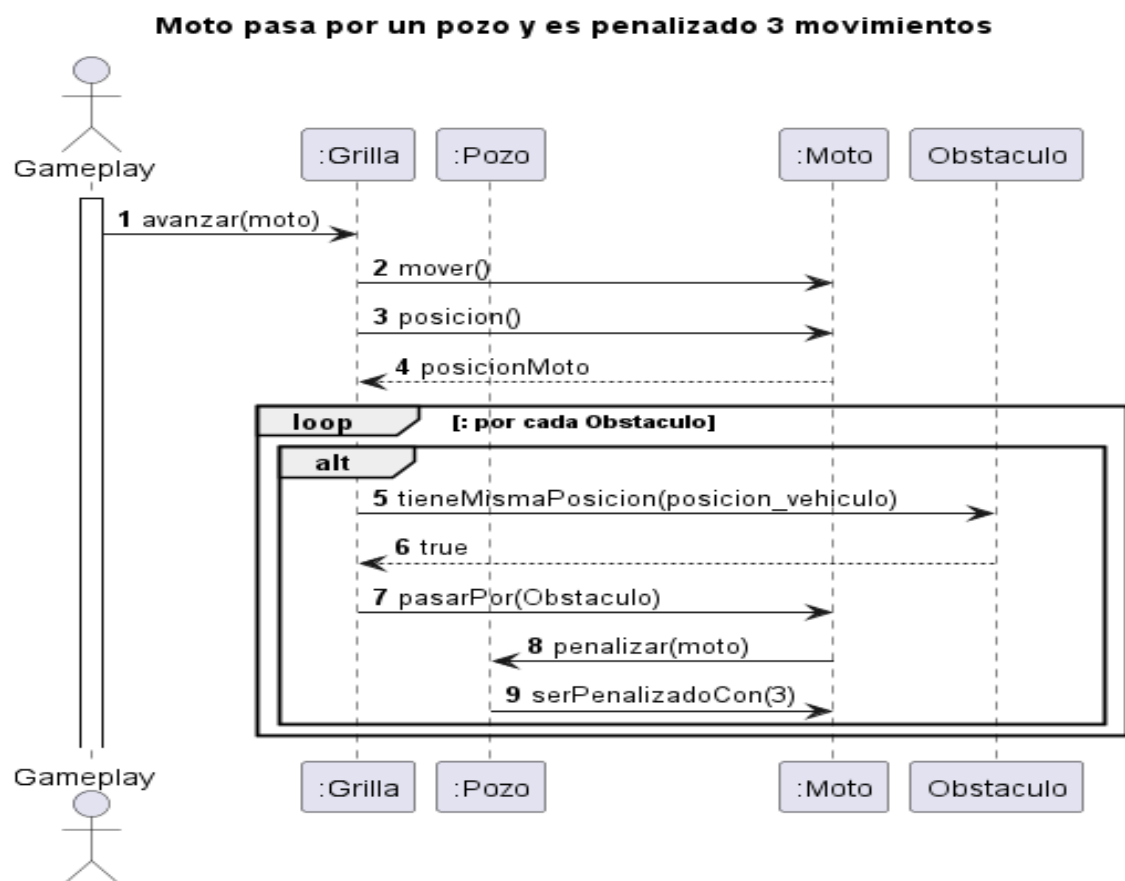 Moto pasa por un pozo y es penalizado 3 movimientos
Gameplay
:Grilla
:Pozo
:Moto
Obstaculo
1 avanzar(moto)
2 mover()
3 posicion()
4 posicionMoto
loop [: por cada Obstaculo]
alt
5 tieneMismaPosicion(posicion_vehiculo)
6 true
7 pasarPor(Obstaculo)
8 penalizar(moto)
9 serPenalizadoCon(3)
Gameplay
:Grilla
:Pozo
:Moto
Obstaculo